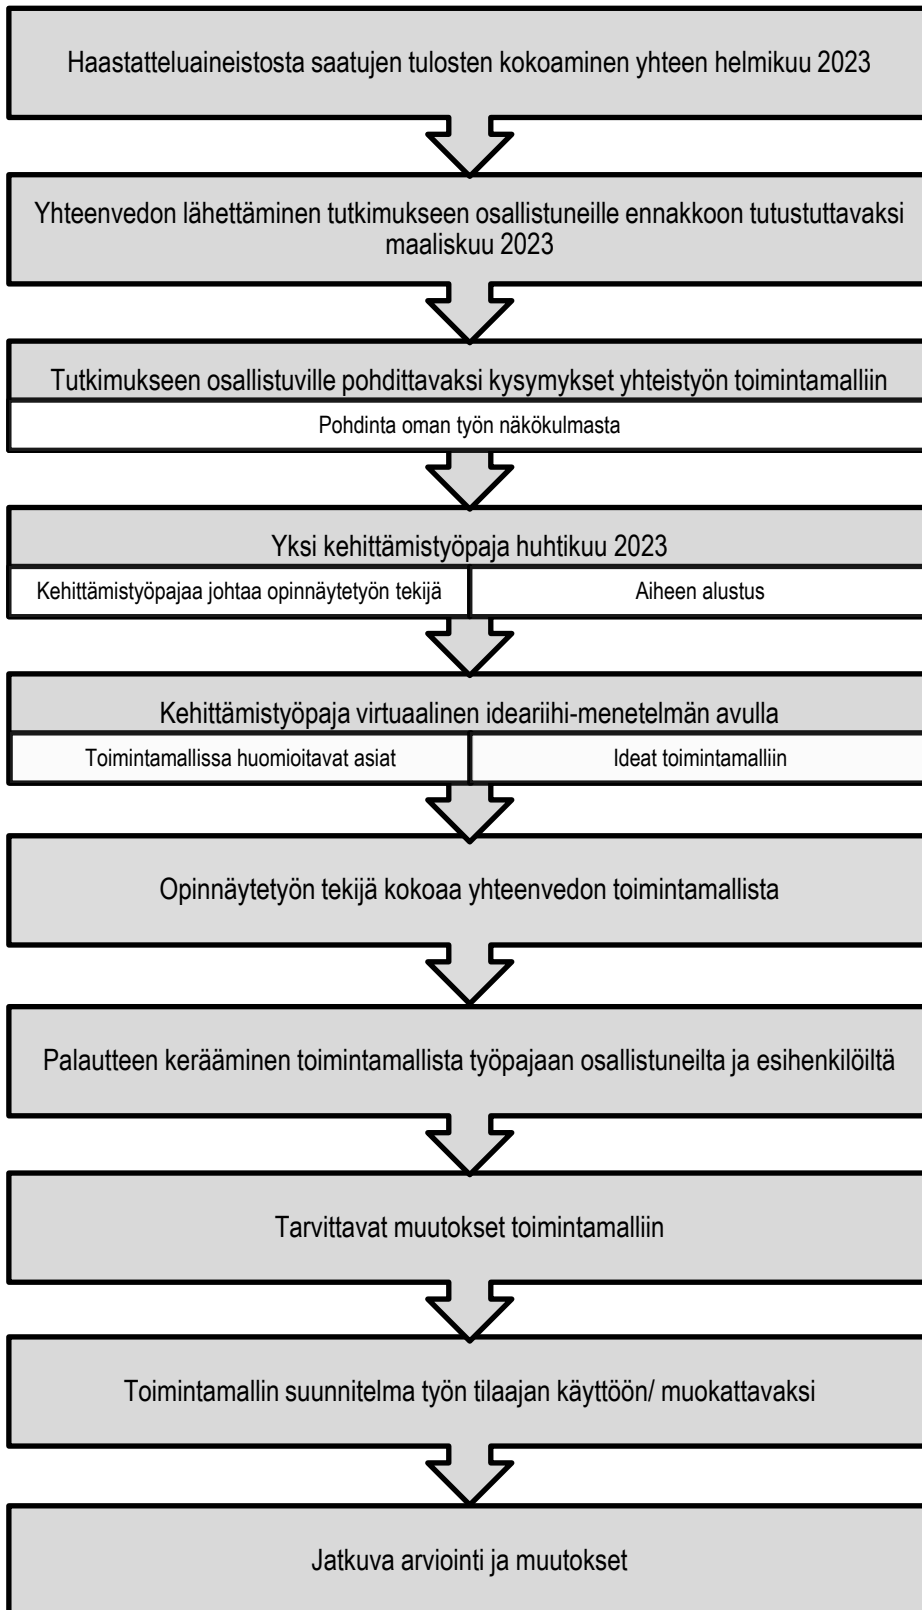 Haastatteluaineistosta saatujen tulosten kokoaminen yhteen helmikuu 2023
Yhteenvedon lähettäminen tutkimukseen osallistuneille ennakkoon tutustuttavaksi
maaliskuu 2023
Tutkimukseen osallistuville pohdittavaksi kysymykset yhteistyön toimintamalliin
Pohdinta oman työn näkökulmasta
Yksi kehittämistyöpaja huhtikuu 2023
Kehittämistyöpajaa johtaa opinnäytetyön tekijä
Aiheen alustus
Kehittämistyöpaja virtuaalinen ideariihi-menetelmän avulla
Toimintamallissa huomioitavat asiat
Ideat toimintamalliin
Opinnäytetyön tekijä kokoaa yhteenvedon toimintamallista
Palautteen kerääminen toimintamallista työpajaan osallistuneilta ja esihenkilöiltä
Tarvittavat muutokset toimintamalliin
Toimintamallin suunnitelma työn tilaajan käyttöön/ muokattavaksi
Jatkuva arviointi ja muutokset